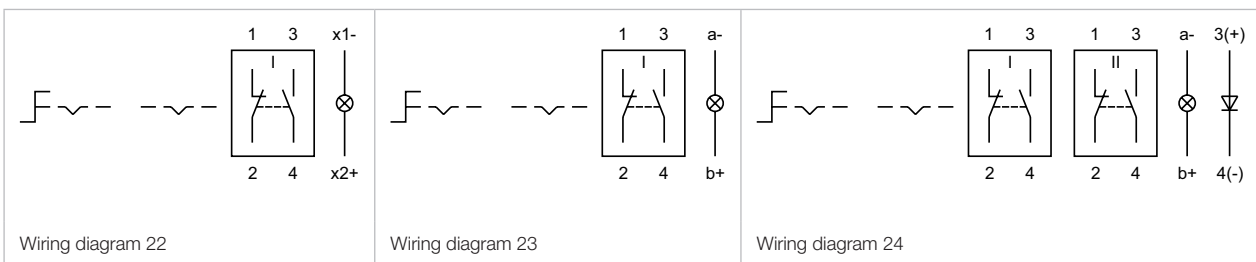 1 3 x1-
I
2 4 x2+
Wiring diagram 22
1 3 a-
I
2 4 b+
Wiring diagram 23
1 3 1 3 a- 3(+)
I II
2 4 2 4 b+ 4(-)
Wiring diagram 24